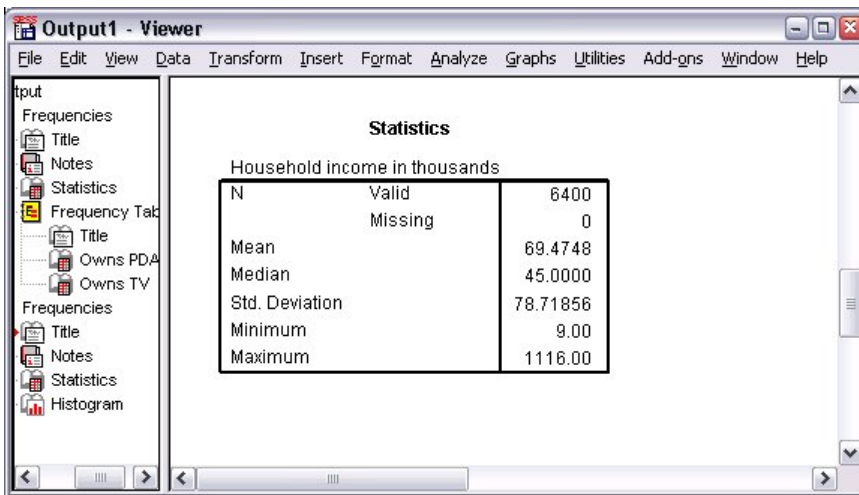 Output1 - Viewer
File Edit View Data Transform Insert Format Analyze Graphs Utilities Add-ons Window Help
tput
Frequencies
Title
Notes
Statistics
Frequency Tab
Title
Owns PDA
Owns TV
Frequencies
Title
Notes
Statistics
Histogram
Statistics
Household income in thousands
N Valid 6400
Missing 0
Mean 69.4748
Median 45.0000
Std. Deviation 78.71856
Minimum 9.00
Maximum 1116.00